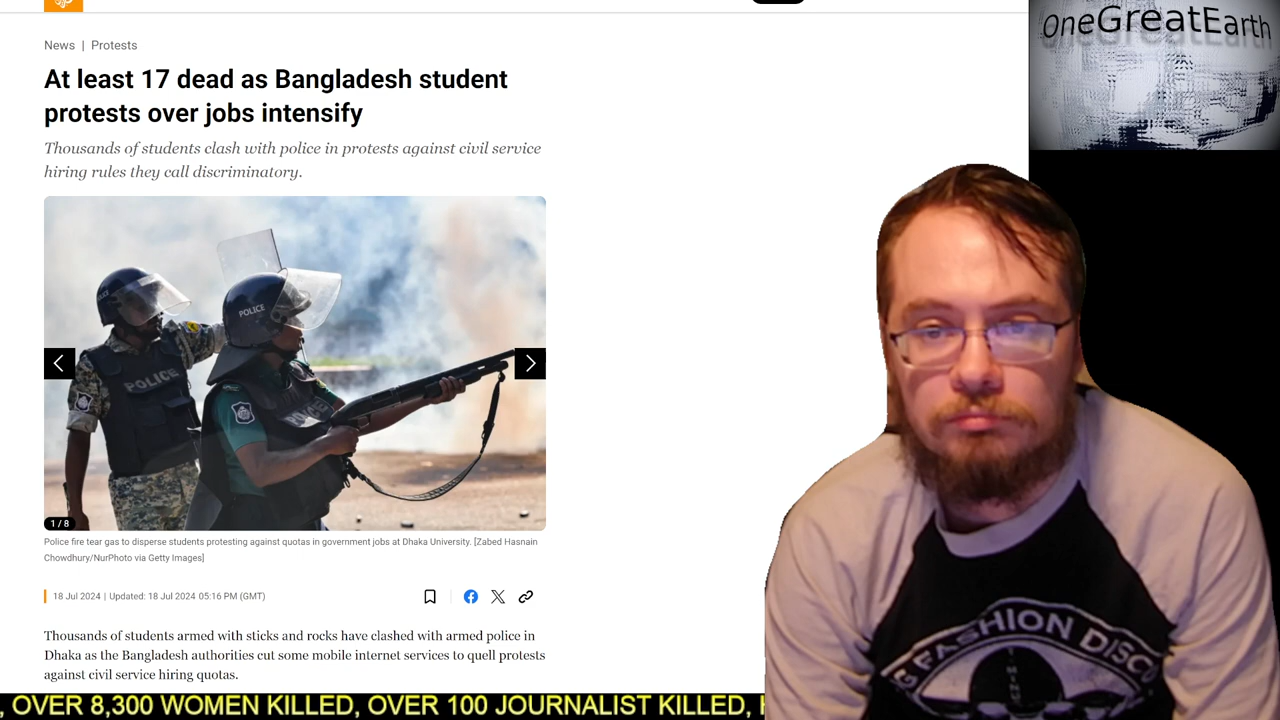 OneGreatEarth
News | Protests
At least 17 dead as Bangladesh student
protests over jobs intensify
Thousands of students clash with police in protests against civil service
hiring rules they call discriminatory.
POLICE
POLICE
1 / 8
Police fire tear gas to disperse students protesting against quotas in government jobs at Dhaka University. [Zabed Hasnain
Chowdhury/NurPhoto via Getty Images]
18 Jul 2024 | Updated: 18 Jul 2024 05:16 PM (GMT)
Thousands of students armed with sticks and rocks have clashed with armed police in
Dhaka as the Bangladesh authorities cut some mobile internet services to quell protests
against civil service hiring quotas.
FASHION DISCO
, OVER 8,300 WOMEN KILLED, OVER 100 JOURNALIST KILLED,